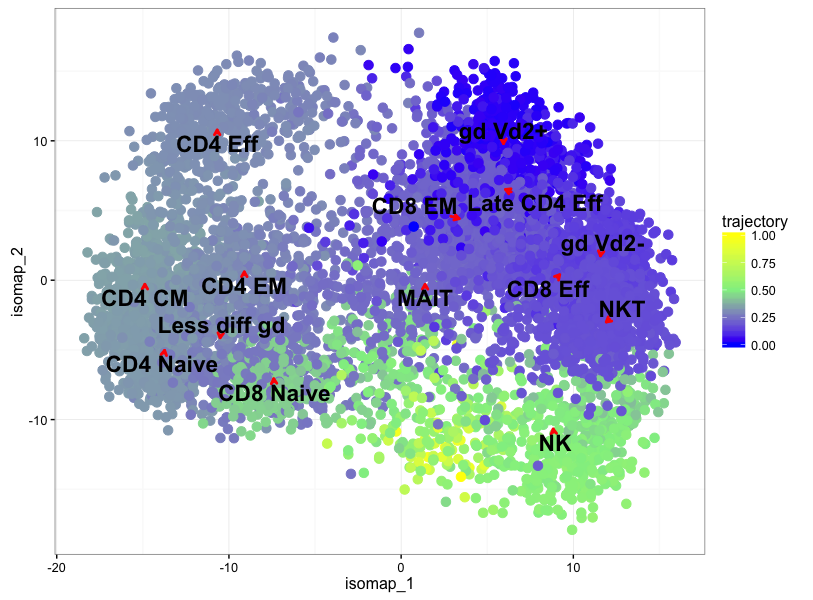 gd Vd2+
CD4 Eff
CD8 EM
Late CD4 Eff
trajectory
1.00
0.75
0.50
0.25
0.00
gd Vd2-
CD4 EM
CD8 Eff
CD4 CM
MAIT
NKT
Less diff gd
CD4 Naive
CD8 Naive
NK
10
0
-10
isomap_2
-20
-10
0
10
isomap_1